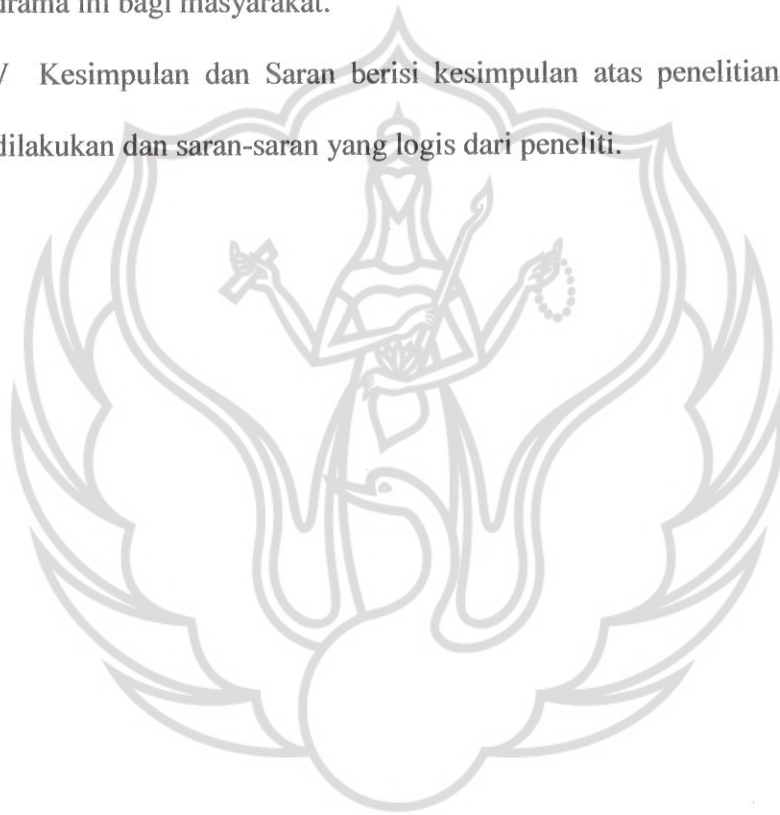 drama ini bagi masyarakat.
V Kesimpulan dan Saran berisi kesimpulan atas penelitian
dilakukan dan saran-saran yang logis dari peneliti.